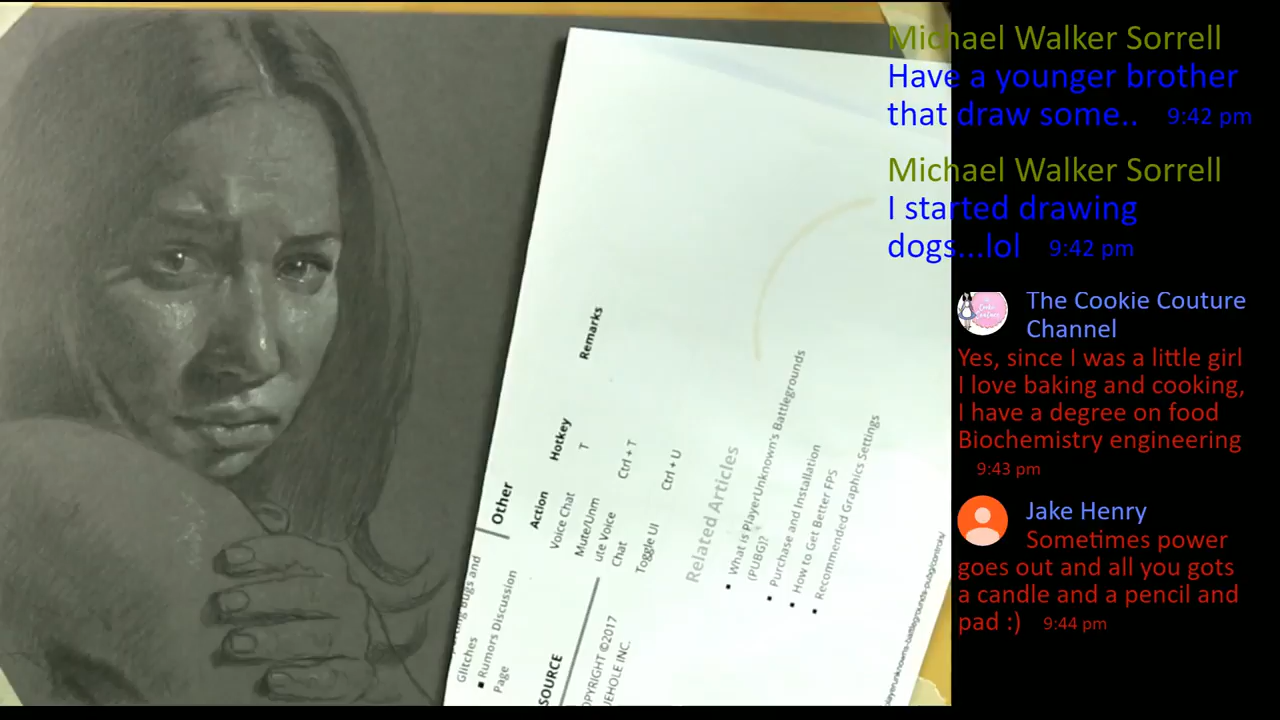 Michael Walker Sorrell
Have a younger brother
that draw some.. 9:42 pm
Michael Walker Sorrell
I started drawing
dogs...lol 9:42 pm
The Cookie Couture
Channel
Yes, since I was a little girl
I love baking and cooking,
I have a degree on food
Biochemistry engineering
9:43 pm
Jake Henry
Sometimes power
goes out and all you gots
a candle and a pencil and
pad :) 9:44 pm
Bugs and
Glitches
▪ Rumors Discussion
Page
Other
Action Hotkey Remarks
Voice Chat T
Mute/Unm
ute Voice
Chat Ctrl + T
Toggle UI Ctrl + U
SOURCE
COPYRIGHT ©2017
UEHOLE INC.
Related Articles
▪ What is PlayerUnknown's Battlegrounds
(PUBG)?
▪ Purchase and Installation
▪ How to Get Better FPS
▪ Recommended Graphics Settings